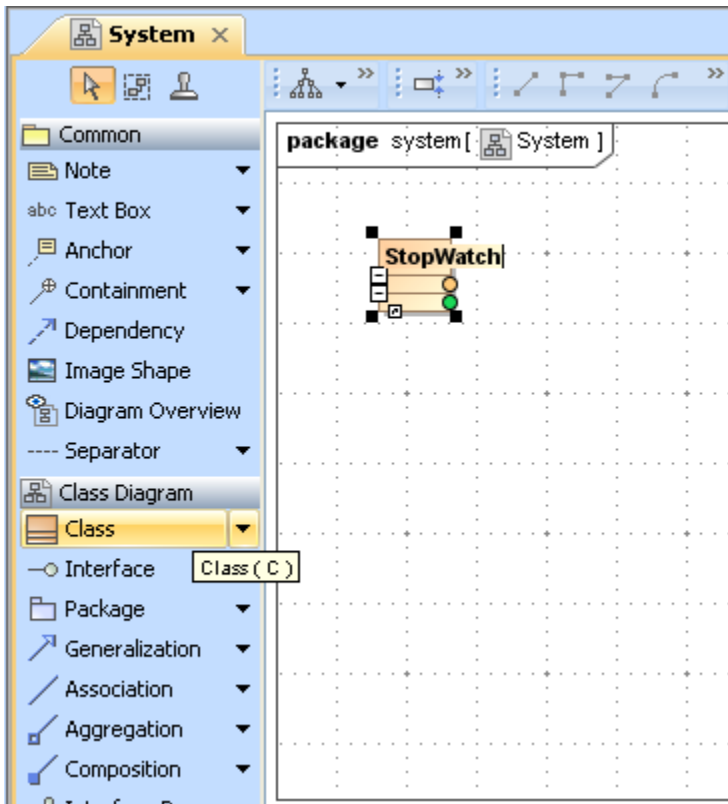 System ×
Common
package system[ System ]
Note
abc Text Box
Anchor
Containment
Dependency
Image Shape
Diagram Overview
Separator
Class Diagram
Class
Class ( C )
Interface
Package
Generalization
Association
Aggregation
Composition
StopWatch